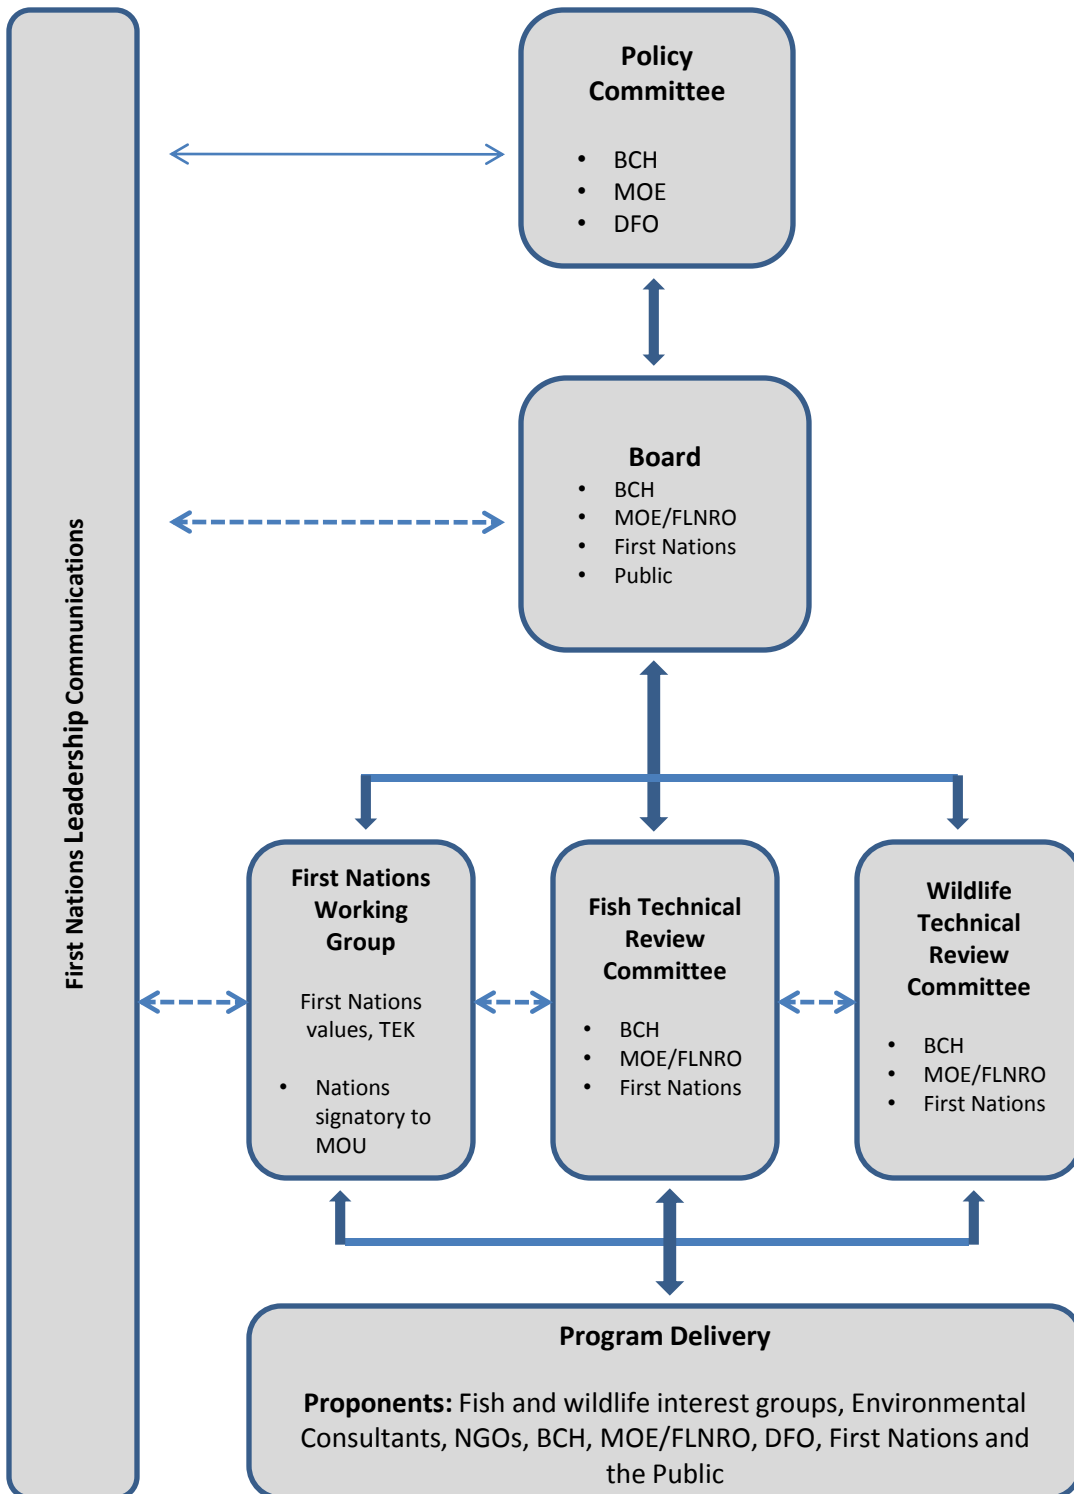 First Nations Leadership Communications
Policy
Committee
• BCH
• MOE
• DFO
Board
• BCH
• MOE/FLNRO
• First Nations
• Public
First Nations
Working
Group
First Nations
values, TEK
• Nations
signatory to
MOU
Fish Technical
Review
Committee
• BCH
• MOE/FLNRO
• First Nations
Wildlife
Technical
Review
Committee
• BCH
• MOE/FLNRO
• First Nations
Program Delivery
Proponents: Fish and wildlife interest groups, Environmental
Consultants, NGOs, BCH, MOE/FLNRO, DFO, First Nations and
the Public